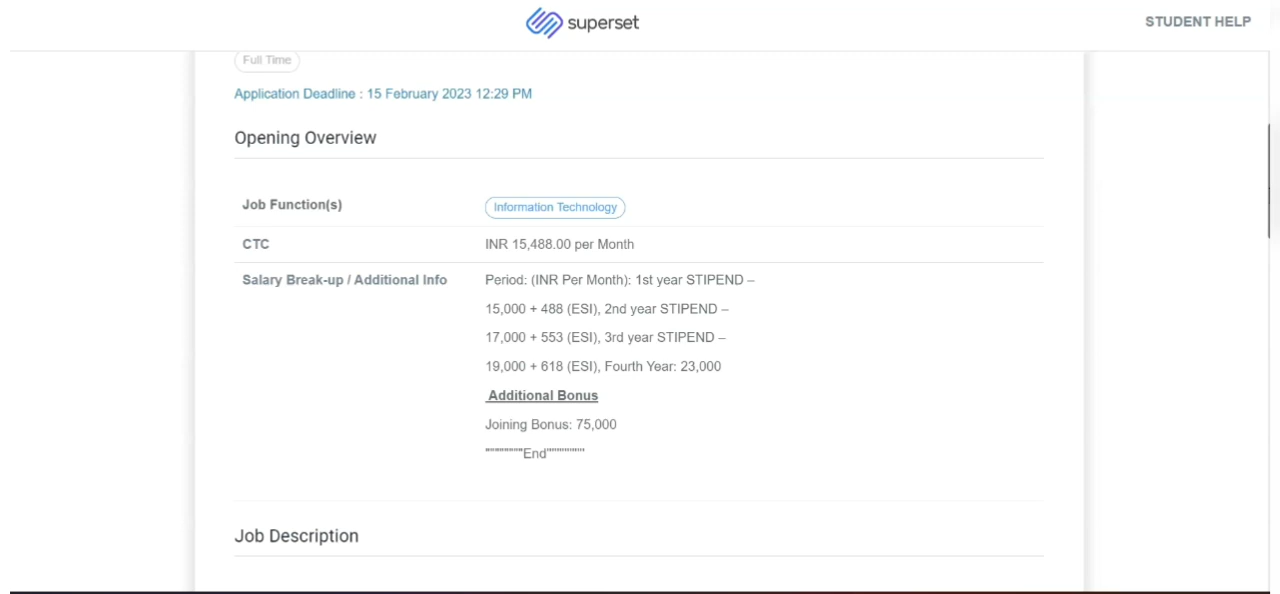 superset
STUDENT HELP
Full Time
Application Deadline : 15 February 2023 12:29 PM
Opening Overview
Job Function(s)
Information Technology
CTC
INR 15,488.00 per Month
Salary Break-up / Additional Info
Period: (INR Per Month): 1st year STIPEND –
15,000 + 488 (ESI), 2nd year STIPEND –
17,000 + 553 (ESI), 3rd year STIPEND –
19,000 + 618 (ESI), Fourth Year: 23,000
Additional Bonus
Joining Bonus: 75,000
""""""""End""""""""
Job Description